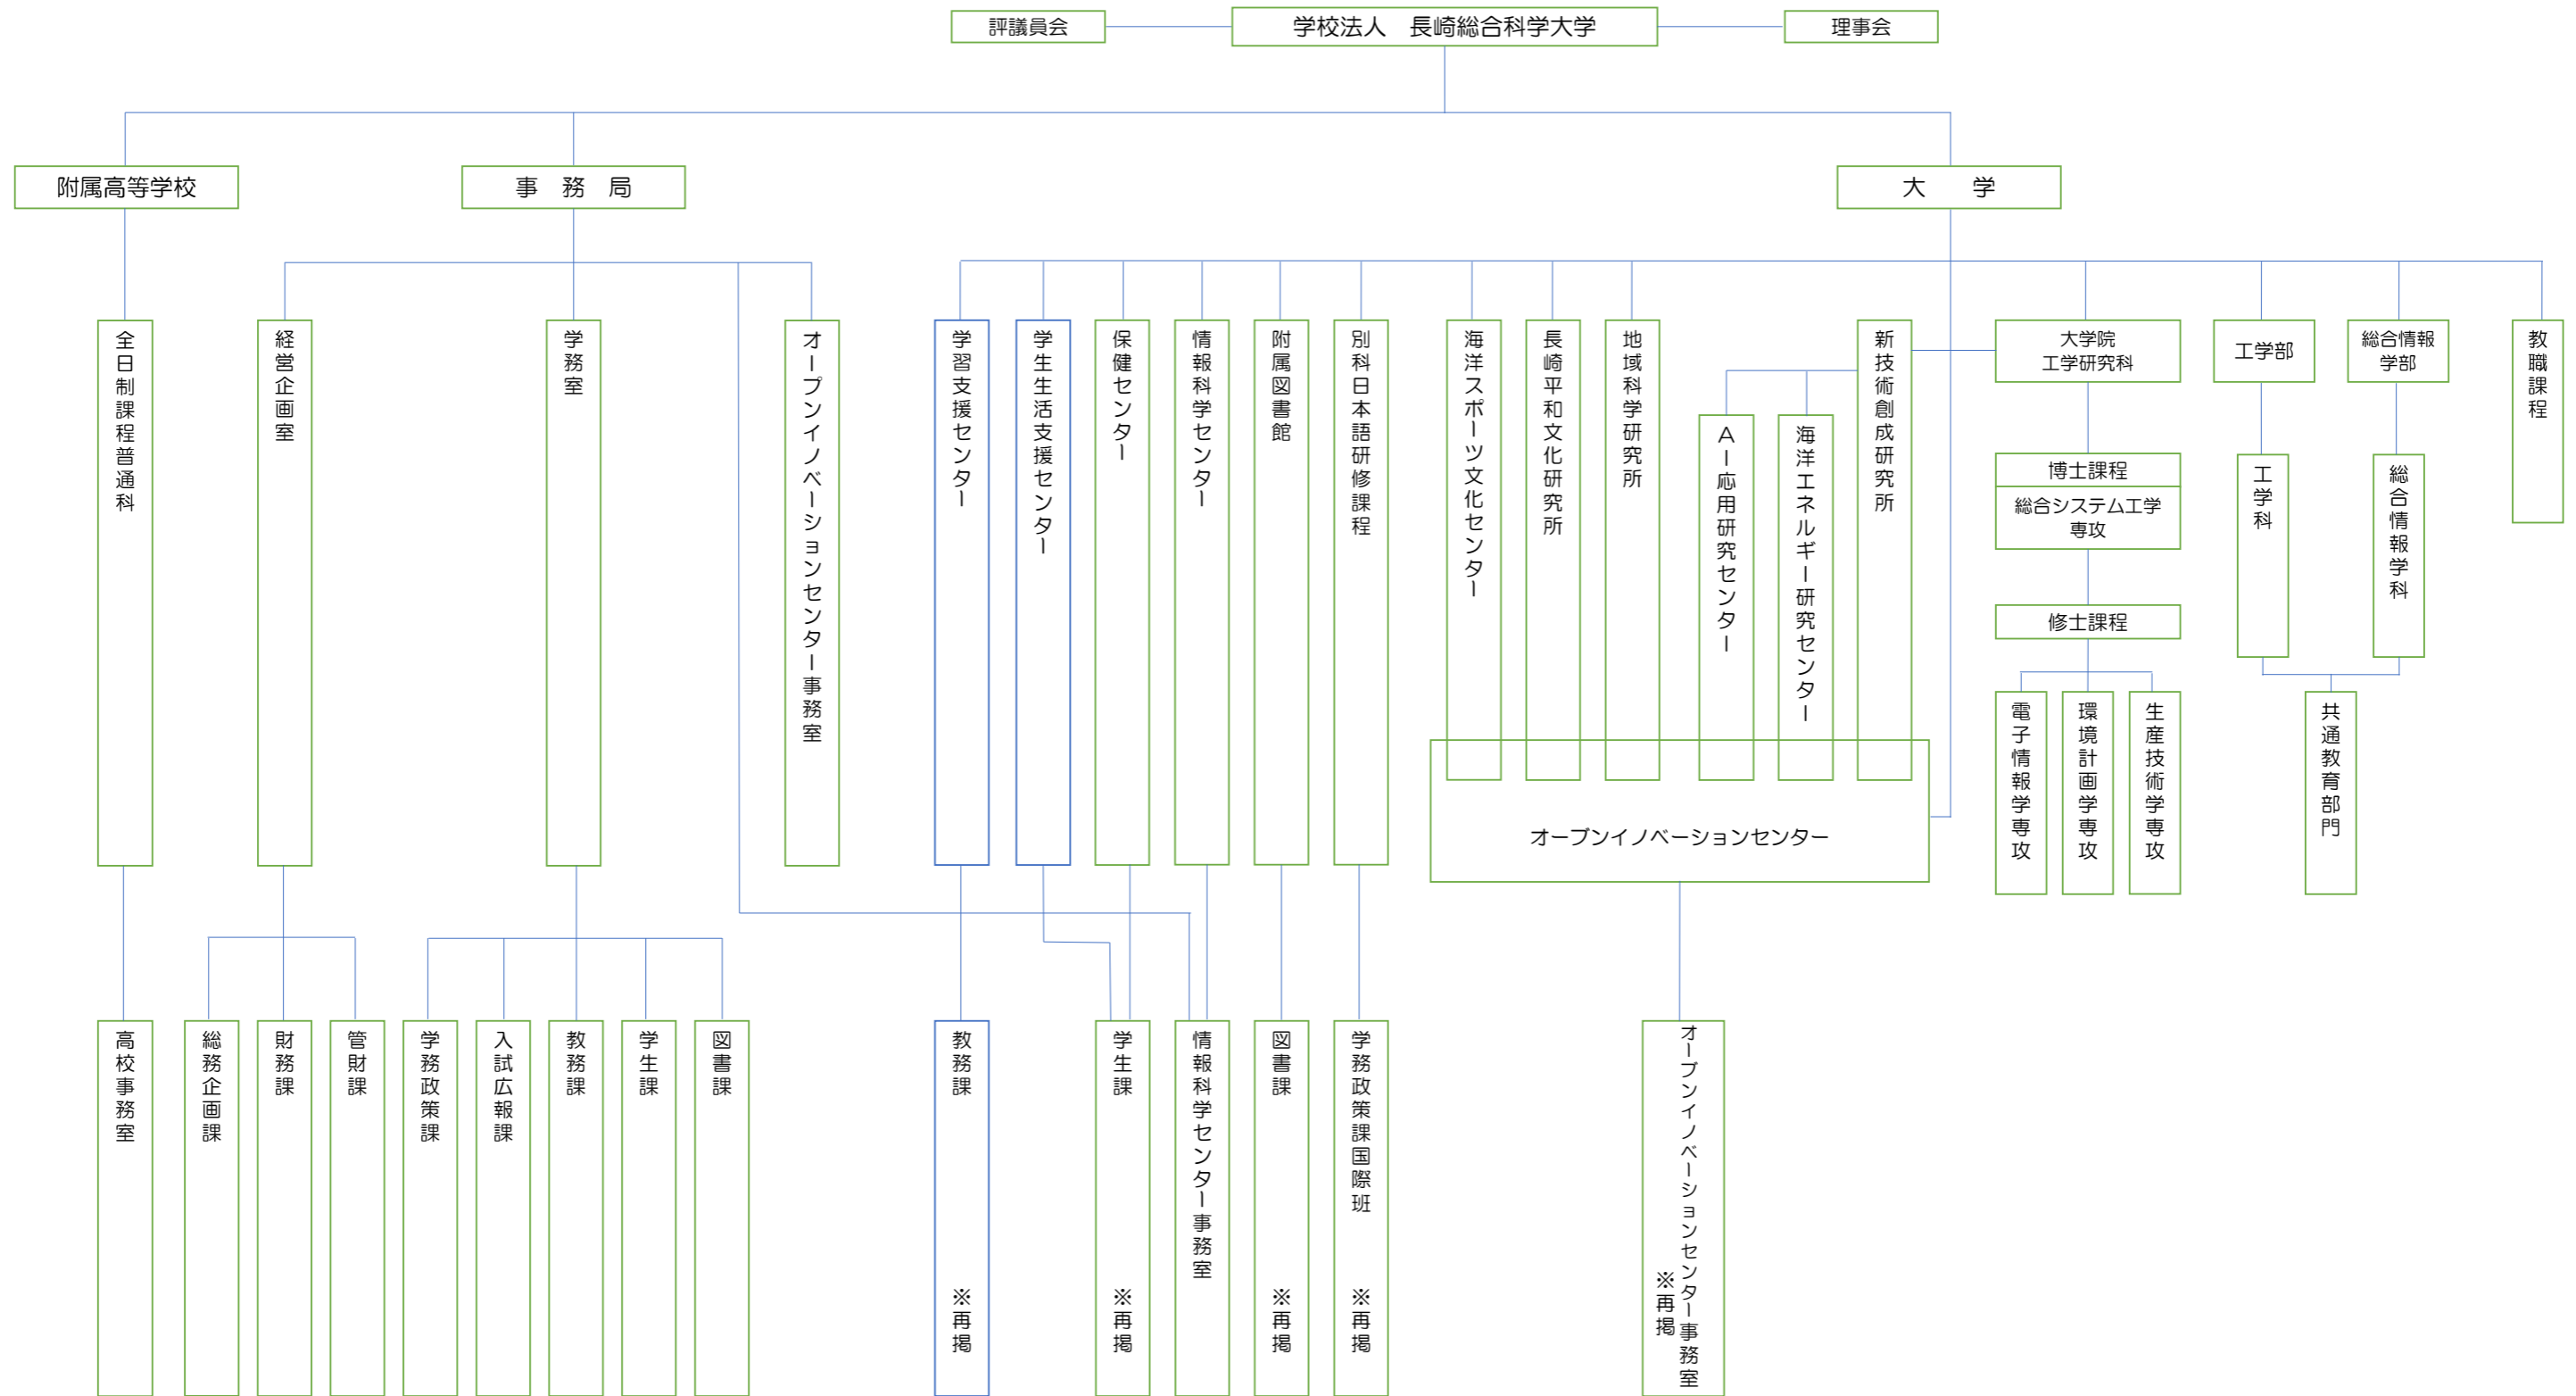 評議員会
学校法人　長崎総合科学大学
理事会
附属高等学校
事　務　局
大　　学
全日制課程普通科
経営企画室
学務室
オープンイノベーションセンター事務室
学習支援センター
学生生活支援センター
保健センター
情報科学センター
附属図書館
別科日本語研修課程
海洋スポーツ文化センター
長崎平和文化研究所
地域科学研究所
AI応用研究センター
海洋エネルギー研究センター
新技術創成研究所
大学院
工学研究科
工学部
総合情報
学部
教職課程
博士課程
総合システム工学
専攻
修士課程
電子情報学専攻
環境計画学専攻
生産技術学専攻
工学科
総合情報学科
共通教育部門
オープンイノベーションセンター
高校事務室
総務企画課
財務課
管財課
学務政策課
入試広報課
教務課
学生課
図書課
教務課　※再掲
学生課　※再掲
情報科学センター事務室
図書課　※再掲
学務政策課国際班　※再掲
オープンイノベーションセンター事務室
※再掲